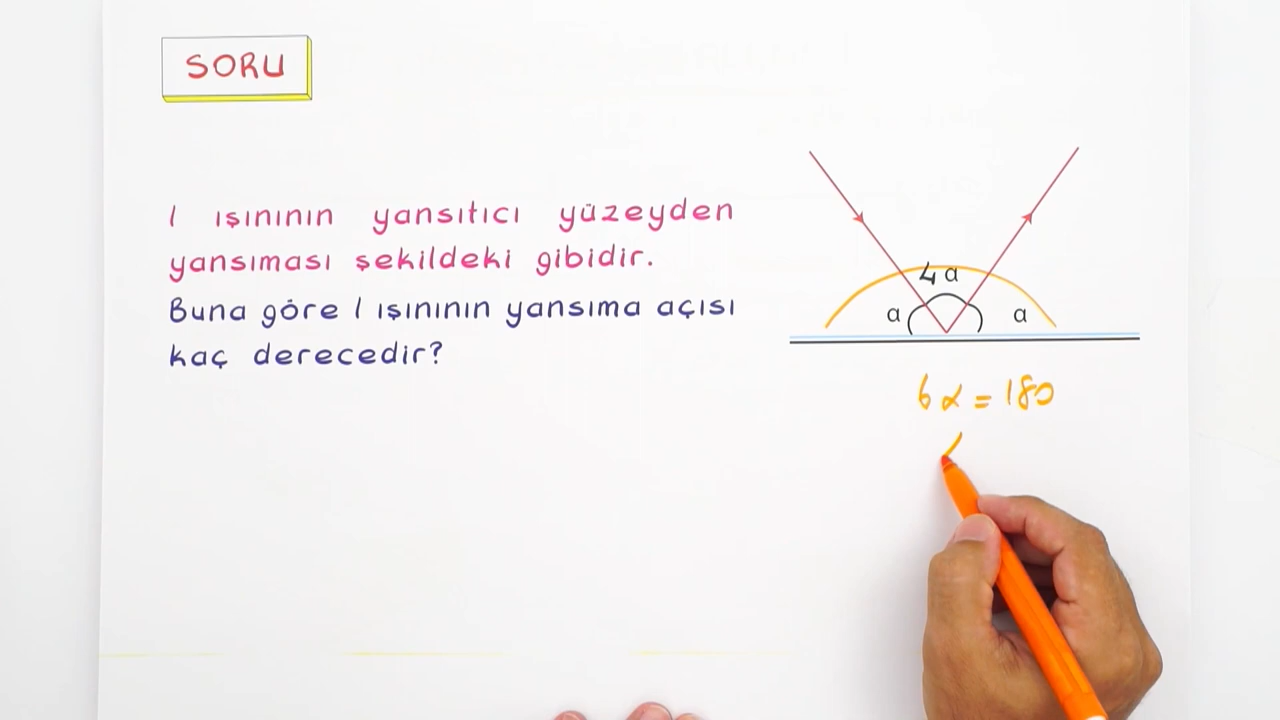 SORU
I ışınının yansıtıcı yüzeyden
yansıması şekildeki gibidir.
Buna göre I ışınının yansıma açısı
kaç derecedir?
4a
a a
6α = 180